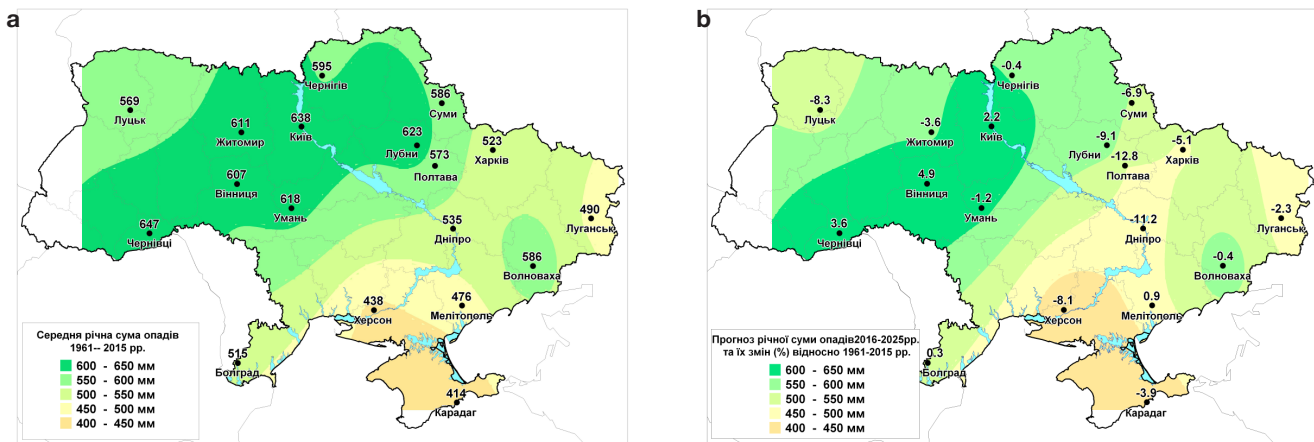 a
595
Чернігів
569
Луцьк
586
Суми
611
Житомир
638
Київ
623
Лубни
523
Харків
573
Полтава
607
Вінниця
618
Умань
647
Чернівці
535
Дніпро
490
Луганськ
586
Волноваха
438
Херсон
476
Мелітополь
515
Болград
414
Карадаг
Середня річна сума опадів
1961-- 2015 рр.
600 - 650 мм
550 - 600 мм
500 - 550 мм
450 - 500 мм
400 - 450 мм
b
-0.4
Чернігів
-8.3
Луцьк
-6.9
Суми
-3.6
Житомир
2.2
Київ
-9.1
Лубни
-5.1
Харків
-12.8
Полтава
4.9
Вінниця
-1.2
Умань
3.6
Чернівці
-11.2
Дніпро
-2.3
Луганськ
-0.4
Волноваха
-8.1
Херсон
0.9
Мелітополь
0.3
Болград
-3.9
Карадаг
Прогноз річної суми опадів2016-2025рр.
та їх змін (%) відносно 1961-2015 рр.
600 - 650 мм
550 - 600 мм
500 - 550 мм
450 - 500 мм
400 - 450 мм